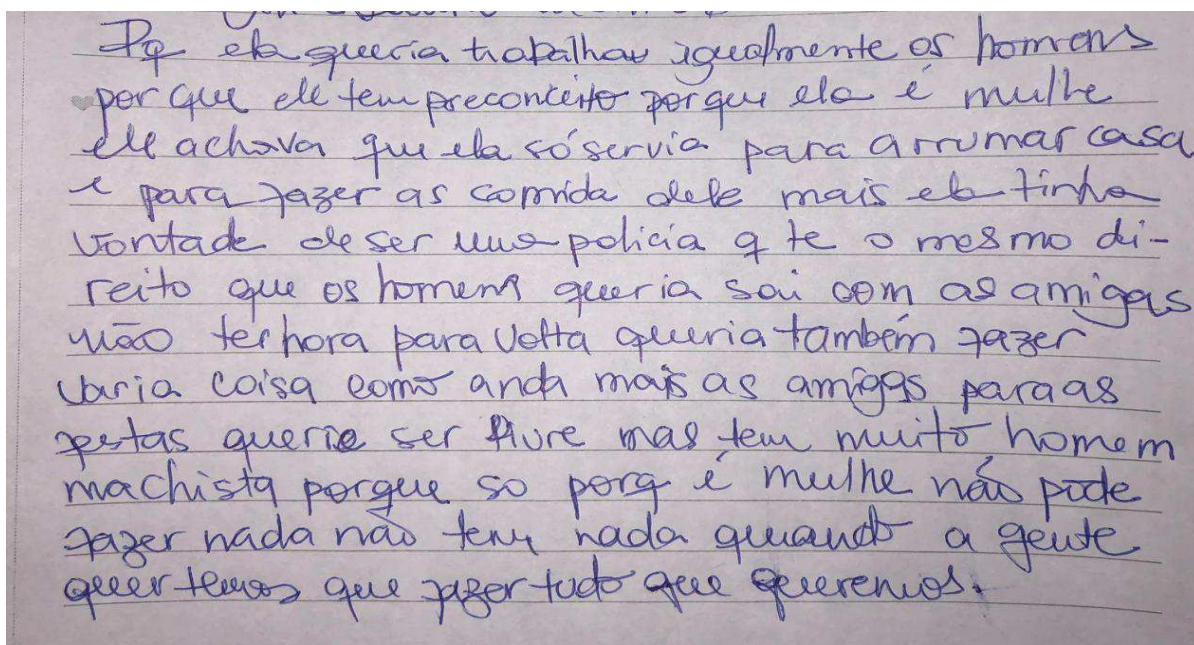 Pq ela queria trabalhar igualmente os homens
por que ele tem preconceito porque ela é mulhe
ele achava que ela só servia para arrumar casa
e para fazer as comida dele mais ela tinha
vontade de ser uma policia q te o mesmo di-
reito que os homens queria sai com as amigas
não ter hora para volta queria também fazer
varia coisa como anda mais as amigas para as
festas queria ser livre mas tem muito homem
machista porque so porq é mulhe não pode
fazer nada não tem nada quando a gente
quer temos que fazer tudo que queremos.